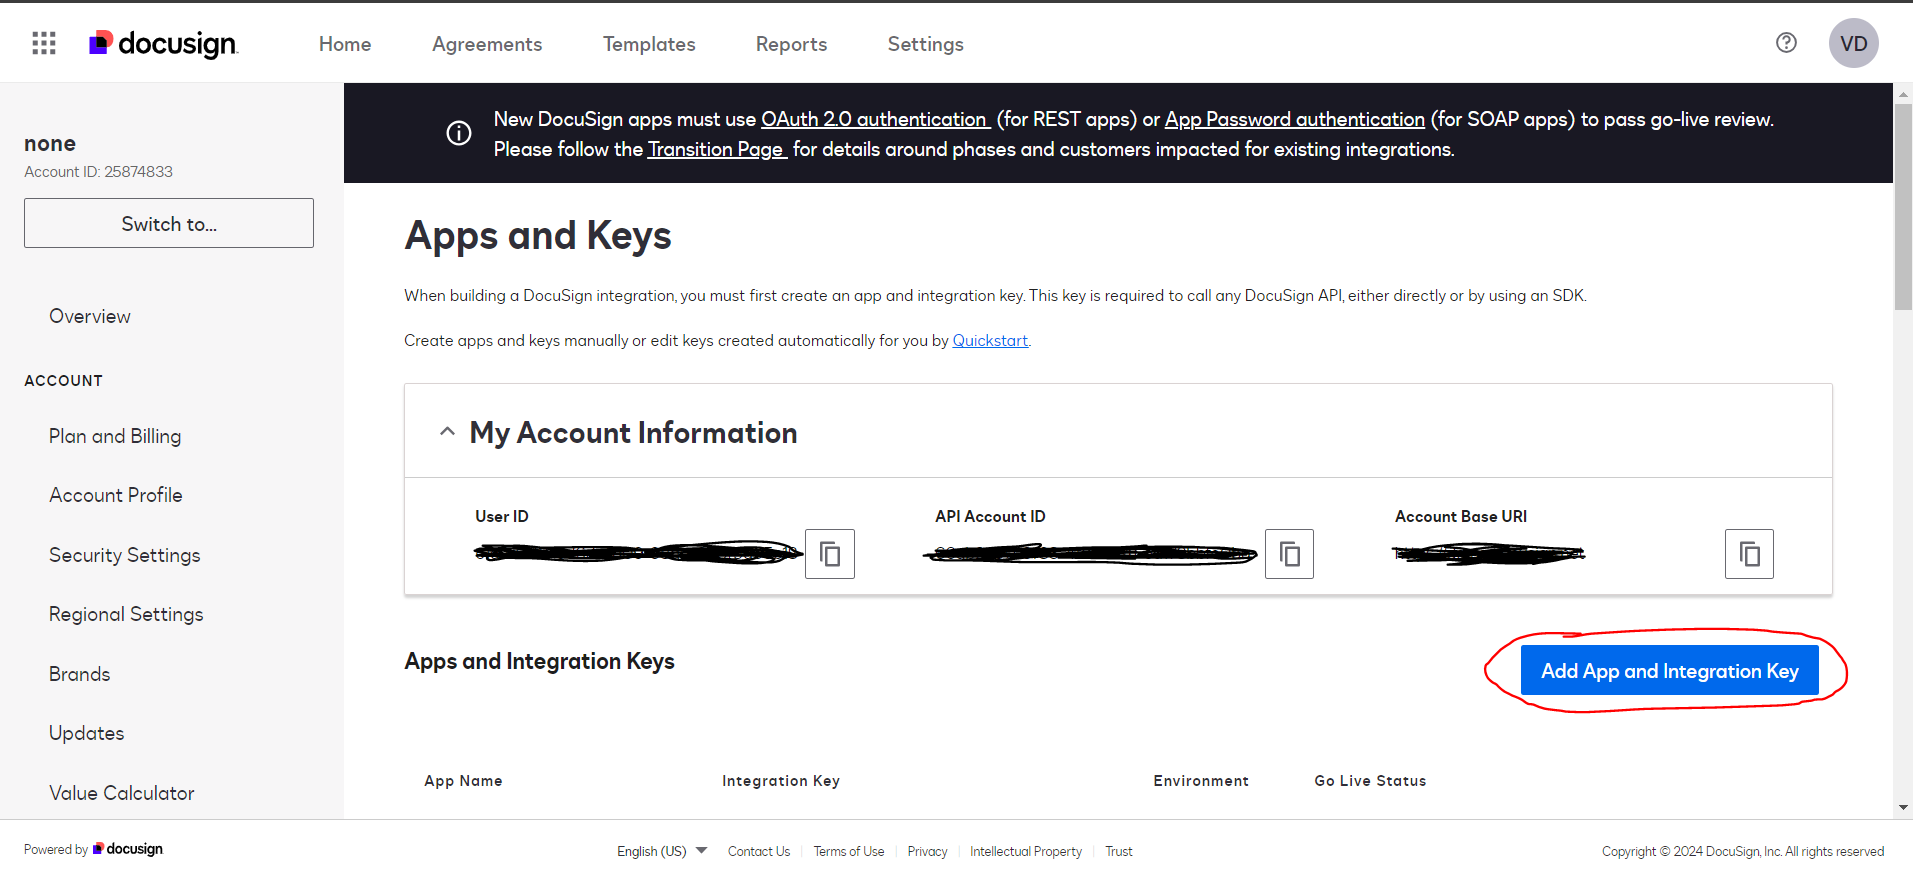 docusign
Home
Agreements
Templates
Reports
Settings
VD
none
Account ID: 25874833
Switch to...
Overview
ACCOUNT
Plan and Billing
Account Profile
Security Settings
Regional Settings
Brands
Updates
Value Calculator
New DocuSign apps must use OAuth 2.0 authentication (for REST apps) or App Password authentication (for SOAP apps) to pass go-live review.
Please follow the Transition Page for details around phases and customers impacted for existing integrations.
Apps and Keys
When building a DocuSign integration, you must first create an app and integration key. This key is required to call any DocuSign API, either directly or by using an SDK.
Create apps and keys manually or edit keys created automatically for you by Quickstart.
My Account Information
User ID
API Account ID
Account Base URI
Apps and Integration Keys
Add App and Integration Key
App Name
Integration Key
Environment
Go Live Status
Powered by docusign
English (US)
Contact Us
Terms of Use
Privacy
Intellectual Property
Trust
Copyright © 2024 DocuSign, Inc. All rights reserved